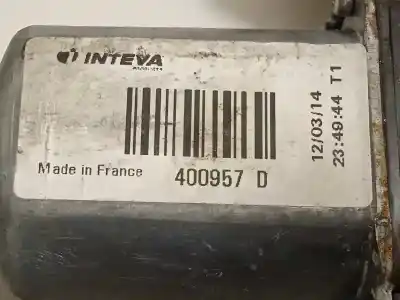 INTEVA
Made in France
400957 D
12/03/14
23:49:44 T1